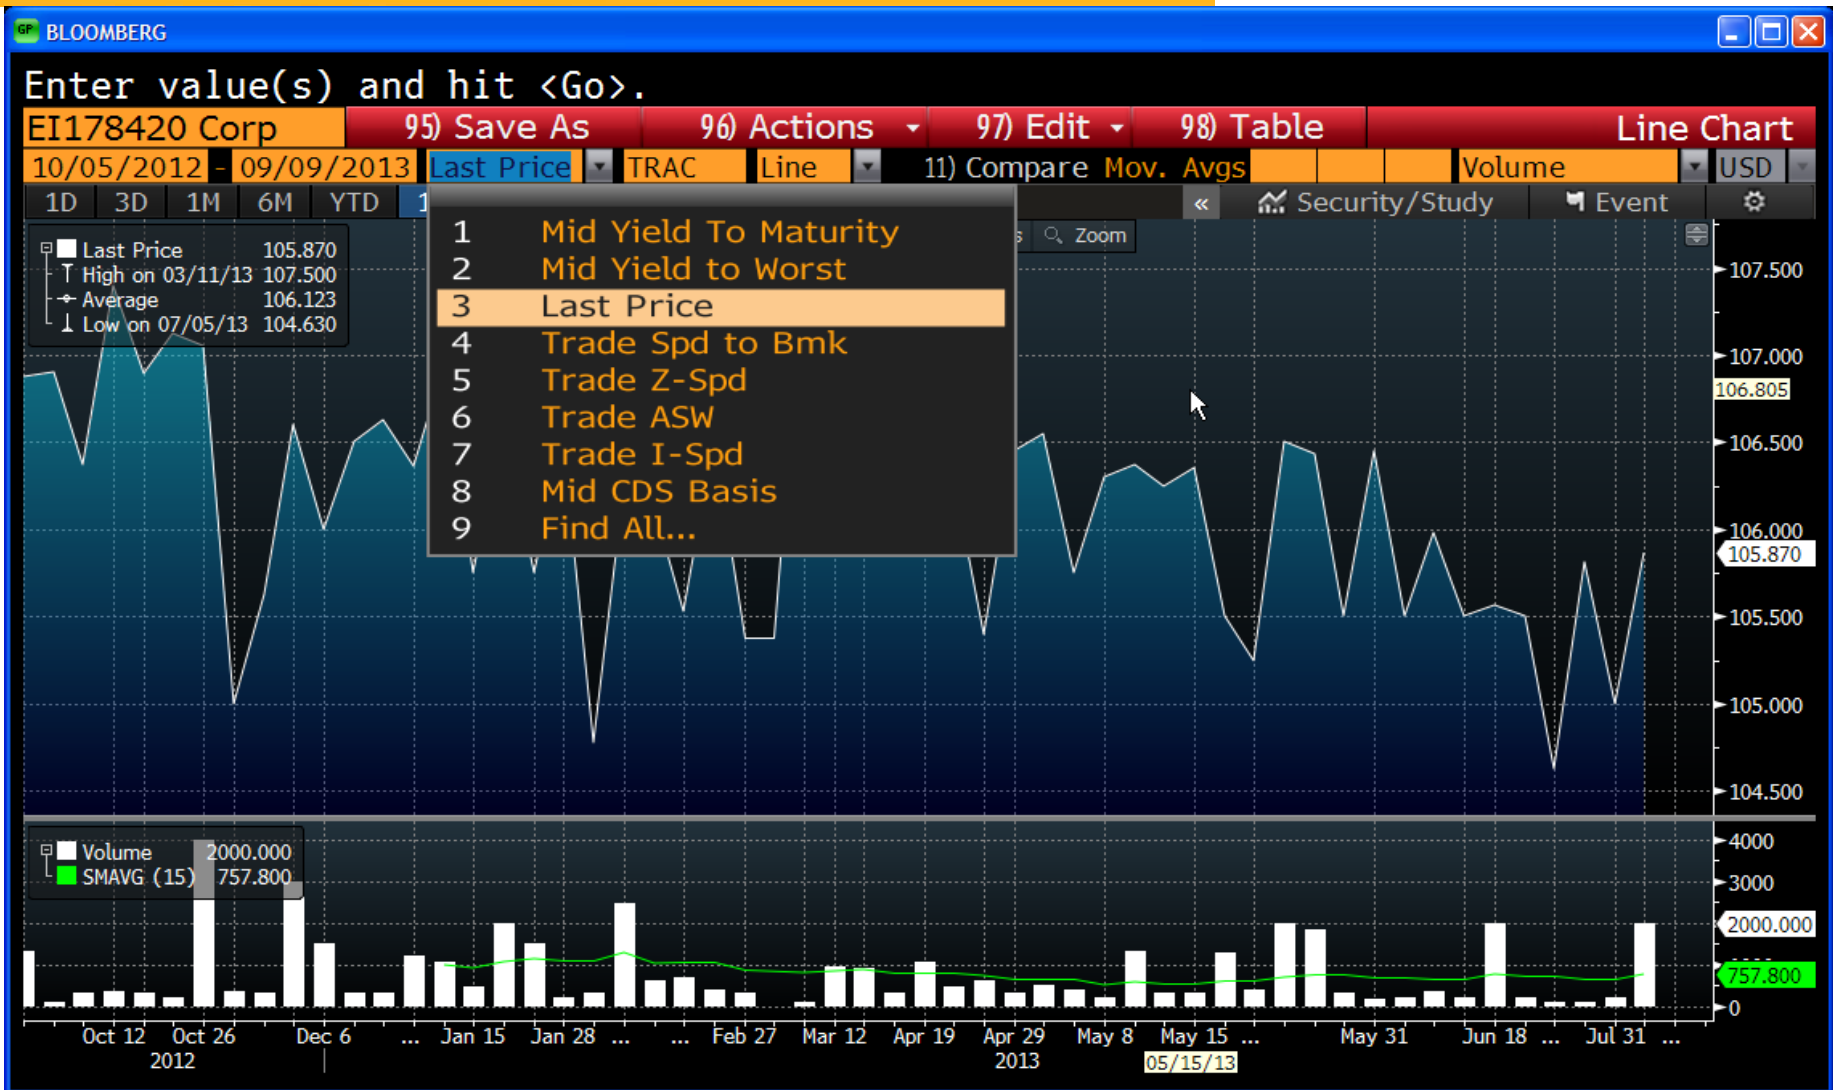 BLOOMBERG
Enter value(s) and hit <Go>.
EI178420 Corp 95) Save As 96) Actions 97) Edit 98) Table Line Chart
10/05/2012 - 09/09/2013 Last Price TRAC Line 11) Compare Mov. Avgs Volume USD
1D 3D 1M 6M YTD 1 « Security/Study Event
Zoom
Last Price 105.870
High on 03/11/13 107.500
Average 106.123
Low on 07/05/13 104.630
1 Mid Yield To Maturity
2 Mid Yield to Worst
3 Last Price
4 Trade Spd to Bmk
5 Trade Z-Spd
6 Trade ASW
7 Trade I-Spd
8 Mid CDS Basis
9 Find All...
107.500
107.000
106.805
106.500
106.000
105.870
105.500
105.000
104.500
Volume 2000.000
SMAVG (15) 757.800
4000
3000
2000.000
757.800
0
Oct 12 Oct 26 Dec 6 ... Jan 15 Jan 28 ... ... Feb 27 Mar 12 Apr 19 Apr 29 May 8 May 15 ... May 31 Jun 18 ... Jul 31 ...
2012 2013 05/15/13